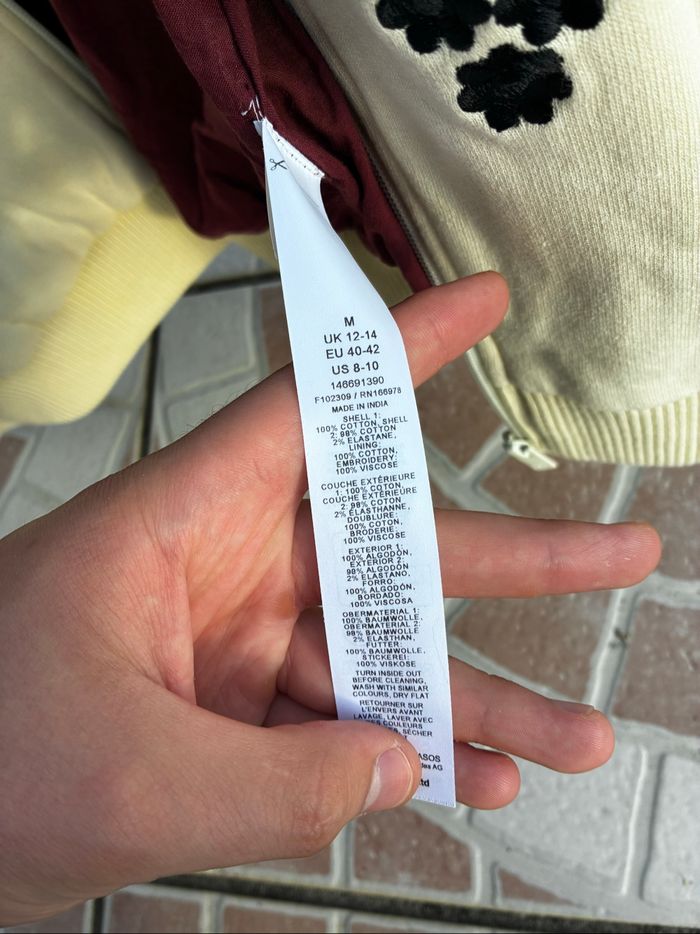 M
UK 12-14
EU 40-42
US 8-10
146691390
F102309 / RN166978
MADE IN INDIA
SHELL 1:
100% COTTON, SHELL
2: 98% COTTON
2% ELASTANE,
LINING:
100% COTTON,
EMBROIDERY:
100% VISCOSE
COUCHE EXTÉRIEURE
1: 100% COTON,
COUCHE EXTÉRIEURE
2: 98% COTON
2% ÉLASTHANNE,
DOUBLURE:
100% COTON,
BRODERIE:
100% VISCOSE
EXTERIOR 1:
100% ALGODÓN,
EXTERIOR 2:
98% ALGODÓN
2% ELASTANO,
FORRO:
100% ALGODÓN,
BORDADO:
100% VISCOSA
OBERMATERIAL 1:
100% BAUMWOLLE,
OBERMATERIAL 2:
98% BAUMWOLLE
2% ELASTHAN,
FUTTER:
100% BAUMWOLLE,
STICKEREI:
100% VISKOSE
TURN INSIDE OUT
BEFORE CLEANING,
WASH WITH SIMILAR
COLOURS, DRY FLAT
RETOURNER SUR
L'ENVERS AVANT
LAVAGE, LAVER AVEC
COULEURS
SÉCHER
ASOS
AG